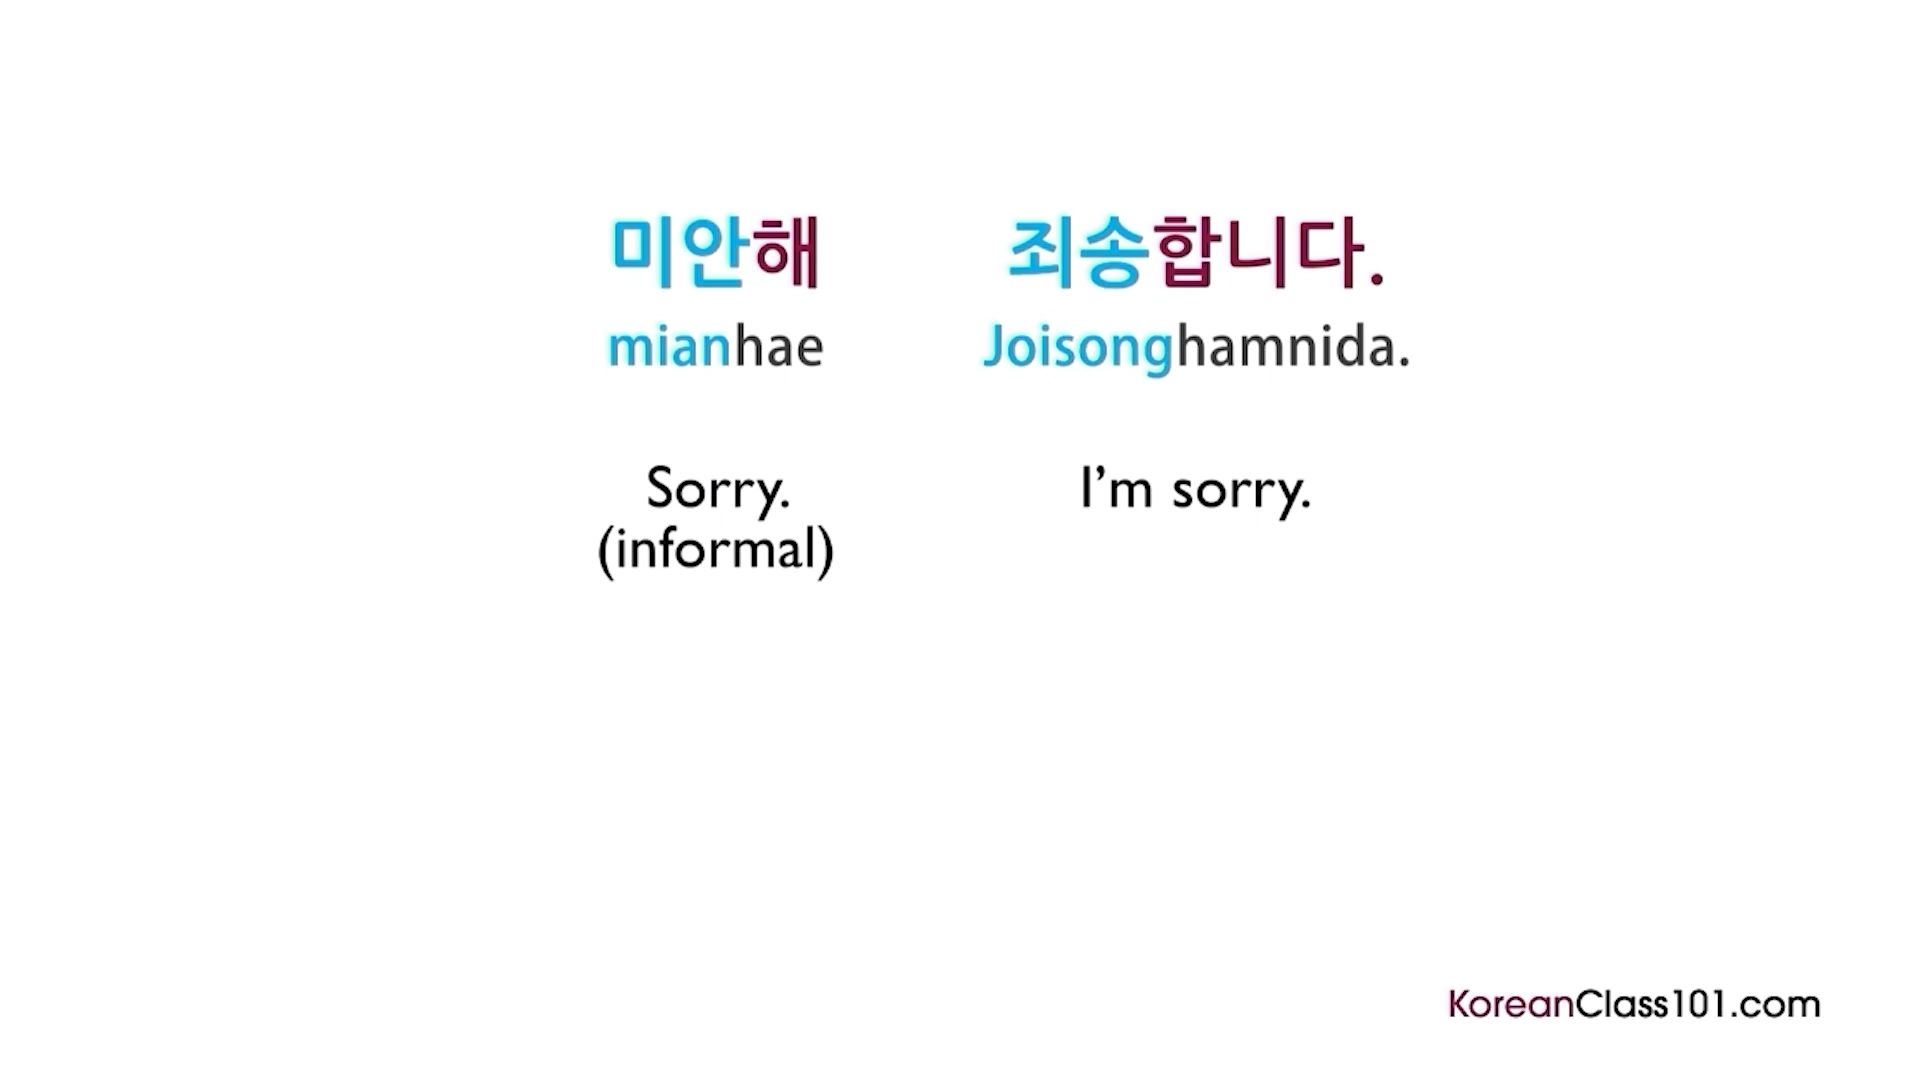 미안해
mianhae
Sorry.
(informal)
죄송합니다.
Joisonghamnida.
I'm sorry.
KoreanClass101.com